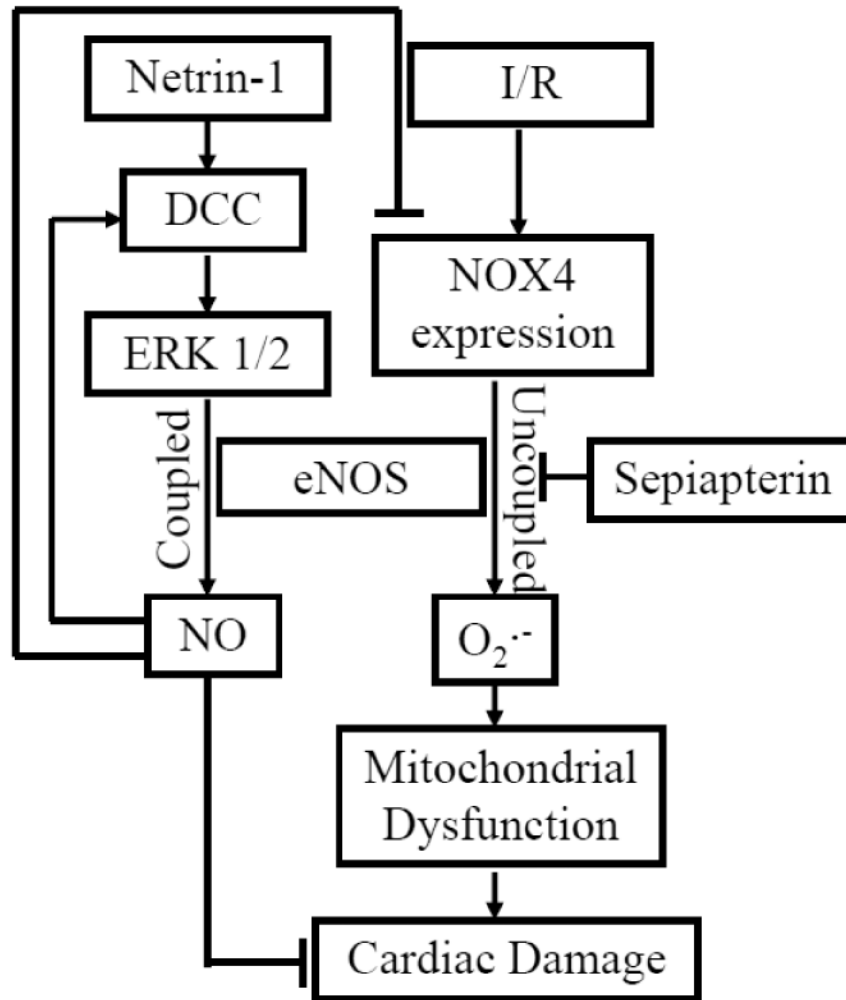 Netrin-1
I/R
DCC
NOX4
expression
ERK 1/2
Coupled
eNOS
Uncoupled
Sepiapterin
NO
O₂·⁻
Mitochondrial
Dysfunction
Cardiac Damage